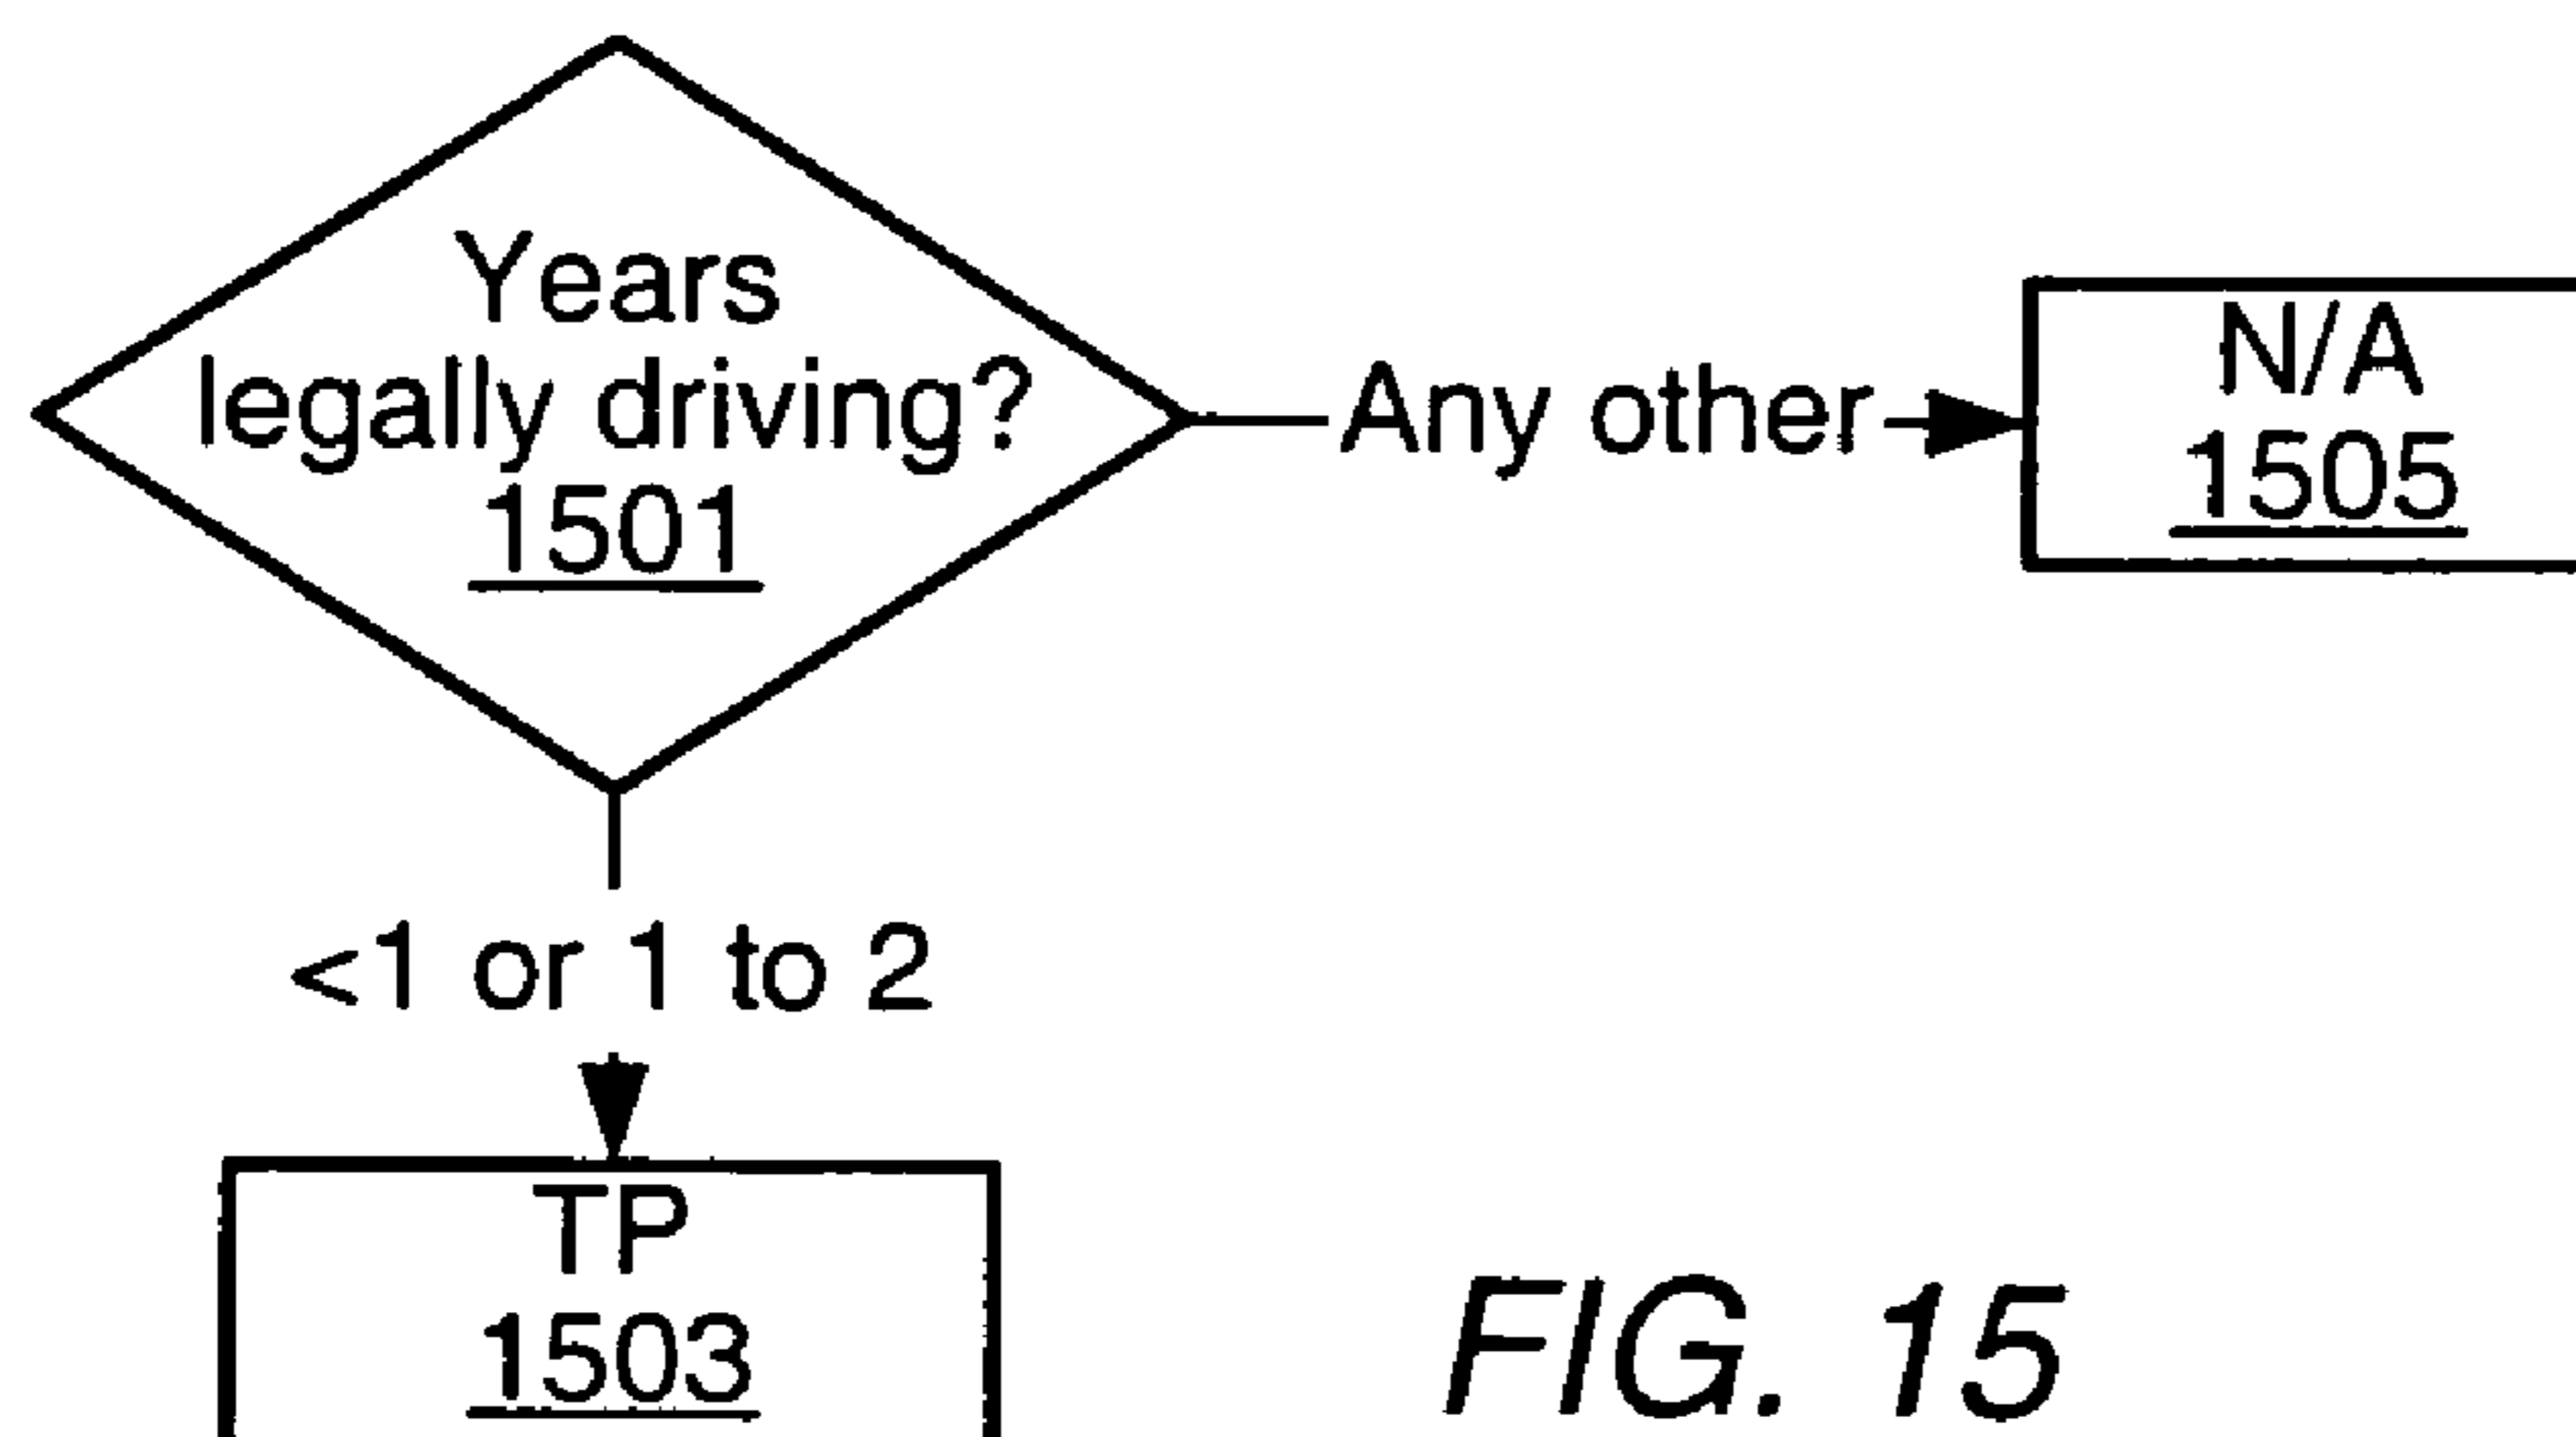 Years
legally driving?
1501
Any other
N/A
1505
<1 or 1 to 2
TP
1503
FIG. 15